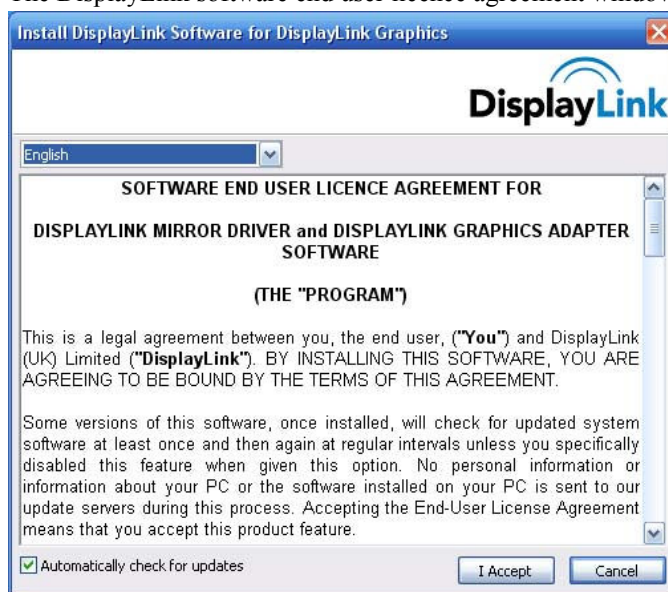 The DisplayLink software end user licence agreement window
Install DisplayLink Software for DisplayLink Graphics
DisplayLink
English
SOFTWARE END USER LICENCE AGREEMENT FOR
DISPLAYLINK MIRROR DRIVER and DISPLAYLINK GRAPHICS ADAPTER
SOFTWARE
(THE "PROGRAM")
This is a legal agreement between you, the end user, ("You") and DisplayLink
(UK) Limited ("DisplayLink"). BY INSTALLING THIS SOFTWARE, YOU ARE
AGREEING TO BE BOUND BY THE TERMS OF THIS AGREEMENT.
Some versions of this software, once installed, will check for updated system
software at least once and then again at regular intervals unless you specifically
disabled this feature when given this option. No personal information or
information about your PC or the software installed on your PC is sent to our
update servers during this process. Accepting the End-User License Agreement
means that you accept this product feature.
Automatically check for updates
I Accept
Cancel